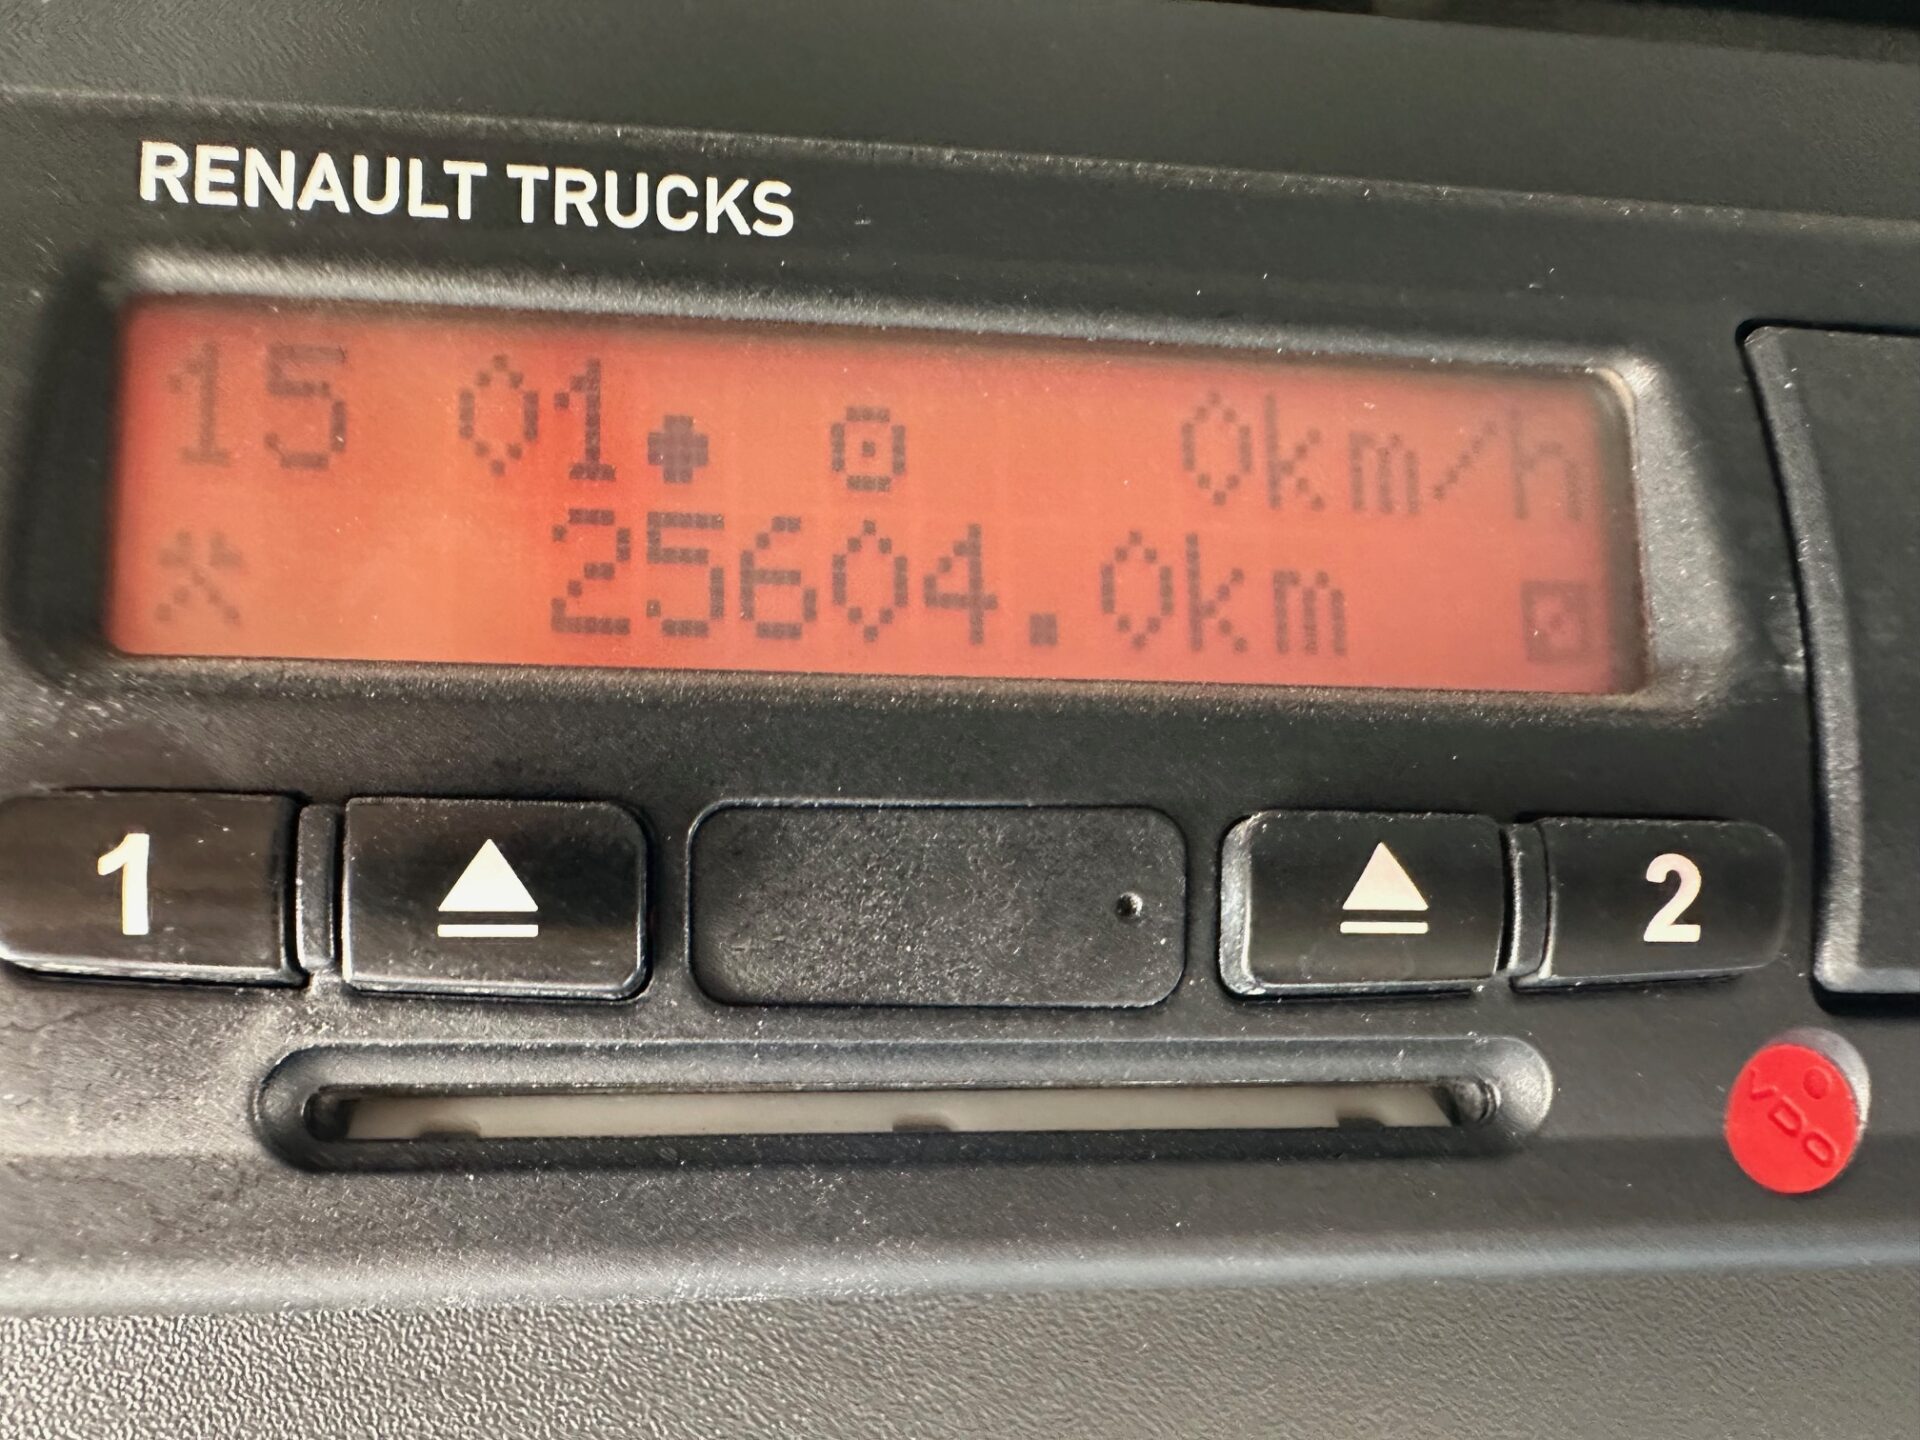 RENAULT TRUCKS
15 01 0km/h
25604.0km
1 2
VDO